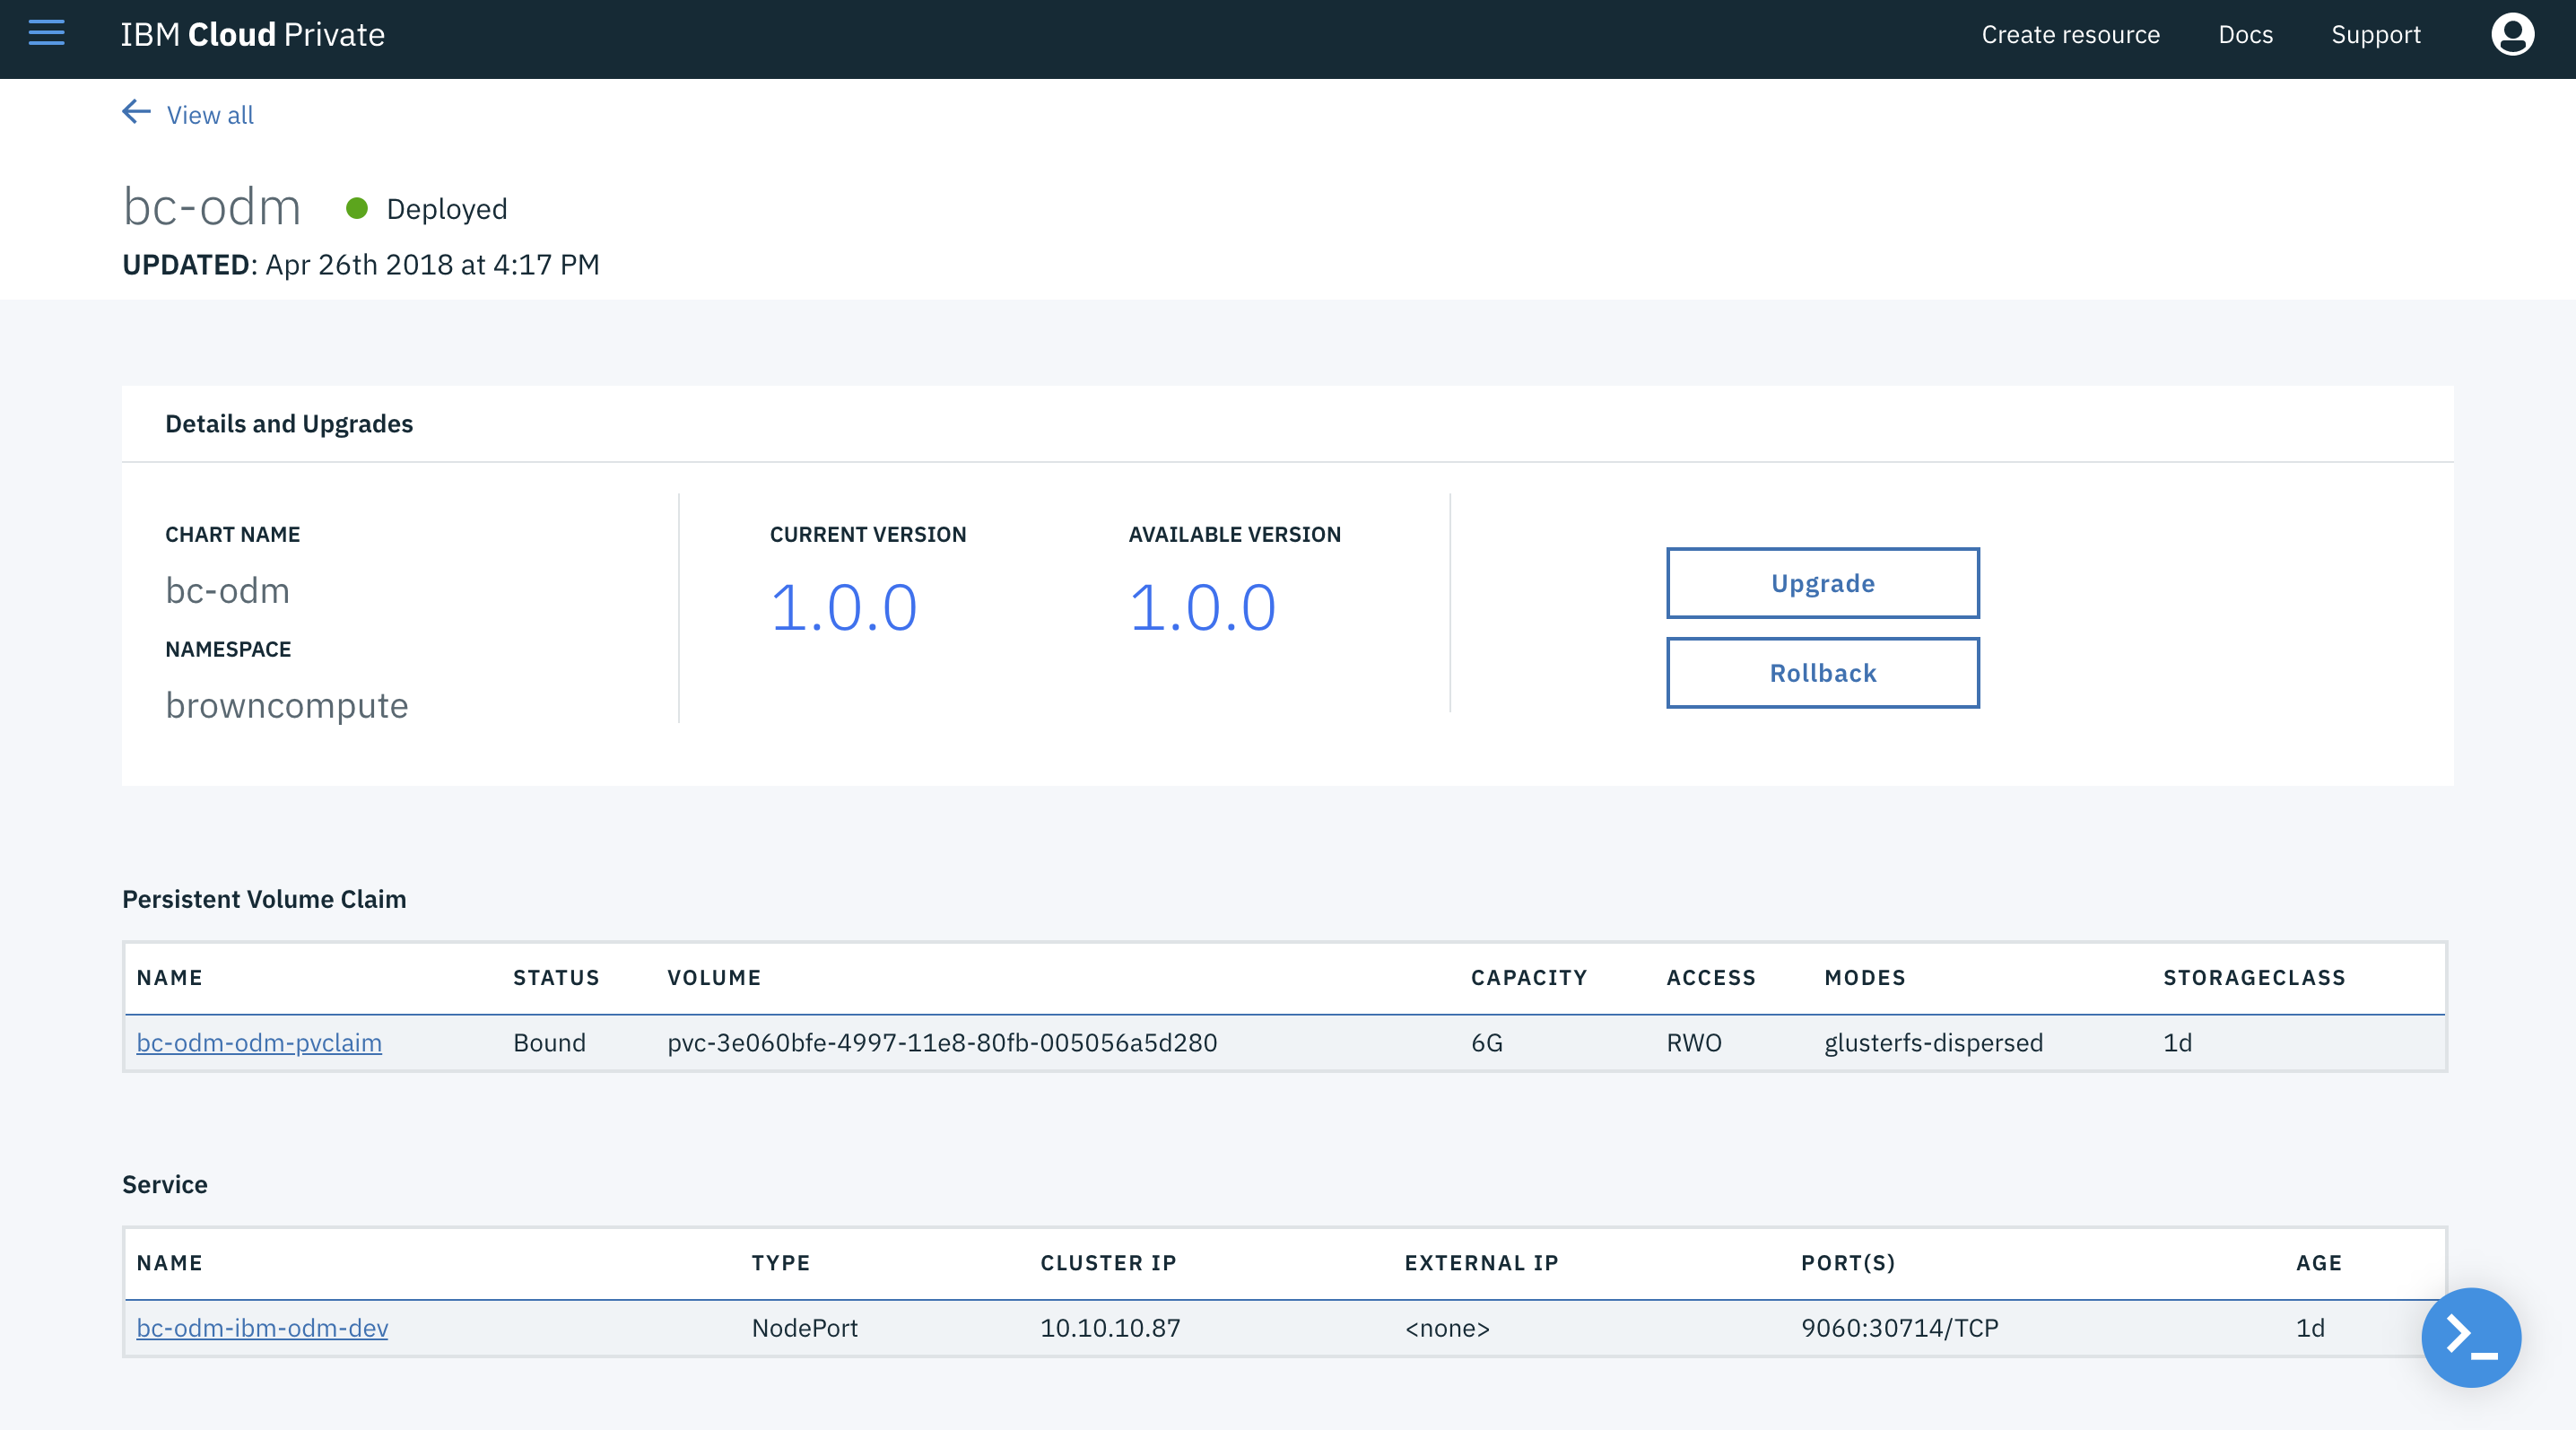 IBM Cloud Private Create resource Docs Support
View all
bc-odm Deployed
UPDATED: Apr 26th 2018 at 4:17 PM
Details and Upgrades
CHART NAME CURRENT VERSION AVAILABLE VERSION
bc-odm 1.0.0 1.0.0 Upgrade
NAMESPACE Rollback
browncompute
Persistent Volume Claim
NAME STATUS VOLUME CAPACITY ACCESS MODES STORAGECLASS
bc-odm-odm-pvclaim Bound pvc-3e060bfe-4997-11e8-80fb-005056a5d280 6G RWO glusterfs-dispersed 1d
Service
NAME TYPE CLUSTER IP EXTERNAL IP PORT(S) AGE
bc-odm-ibm-odm-dev NodePort 10.10.10.87 <none> 9060:30714/TCP 1d